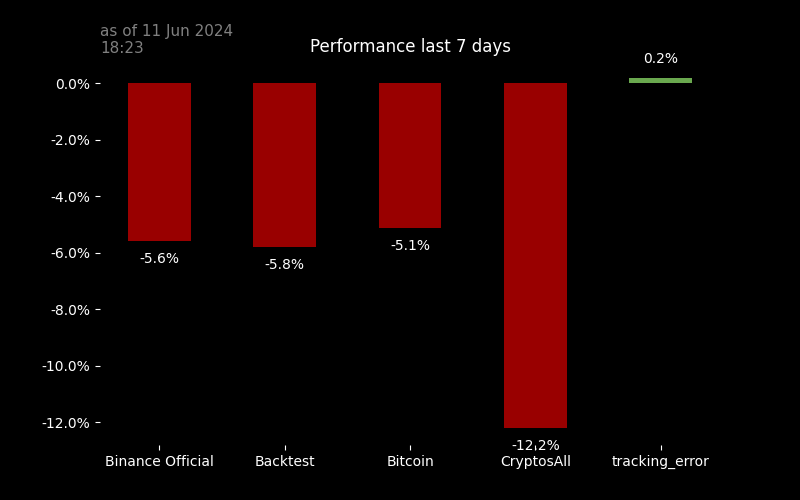 as of 11 Jun 2024
18:23
Performance last 7 days
0.2%
0.0%
-2.0%
-4.0%
-6.0%
-8.0%
-10.0%
-12.0%
-5.6%
-5.8%
-5.1%
-12.2%
Binance Official
Backtest
Bitcoin
CryptosAll
tracking_error